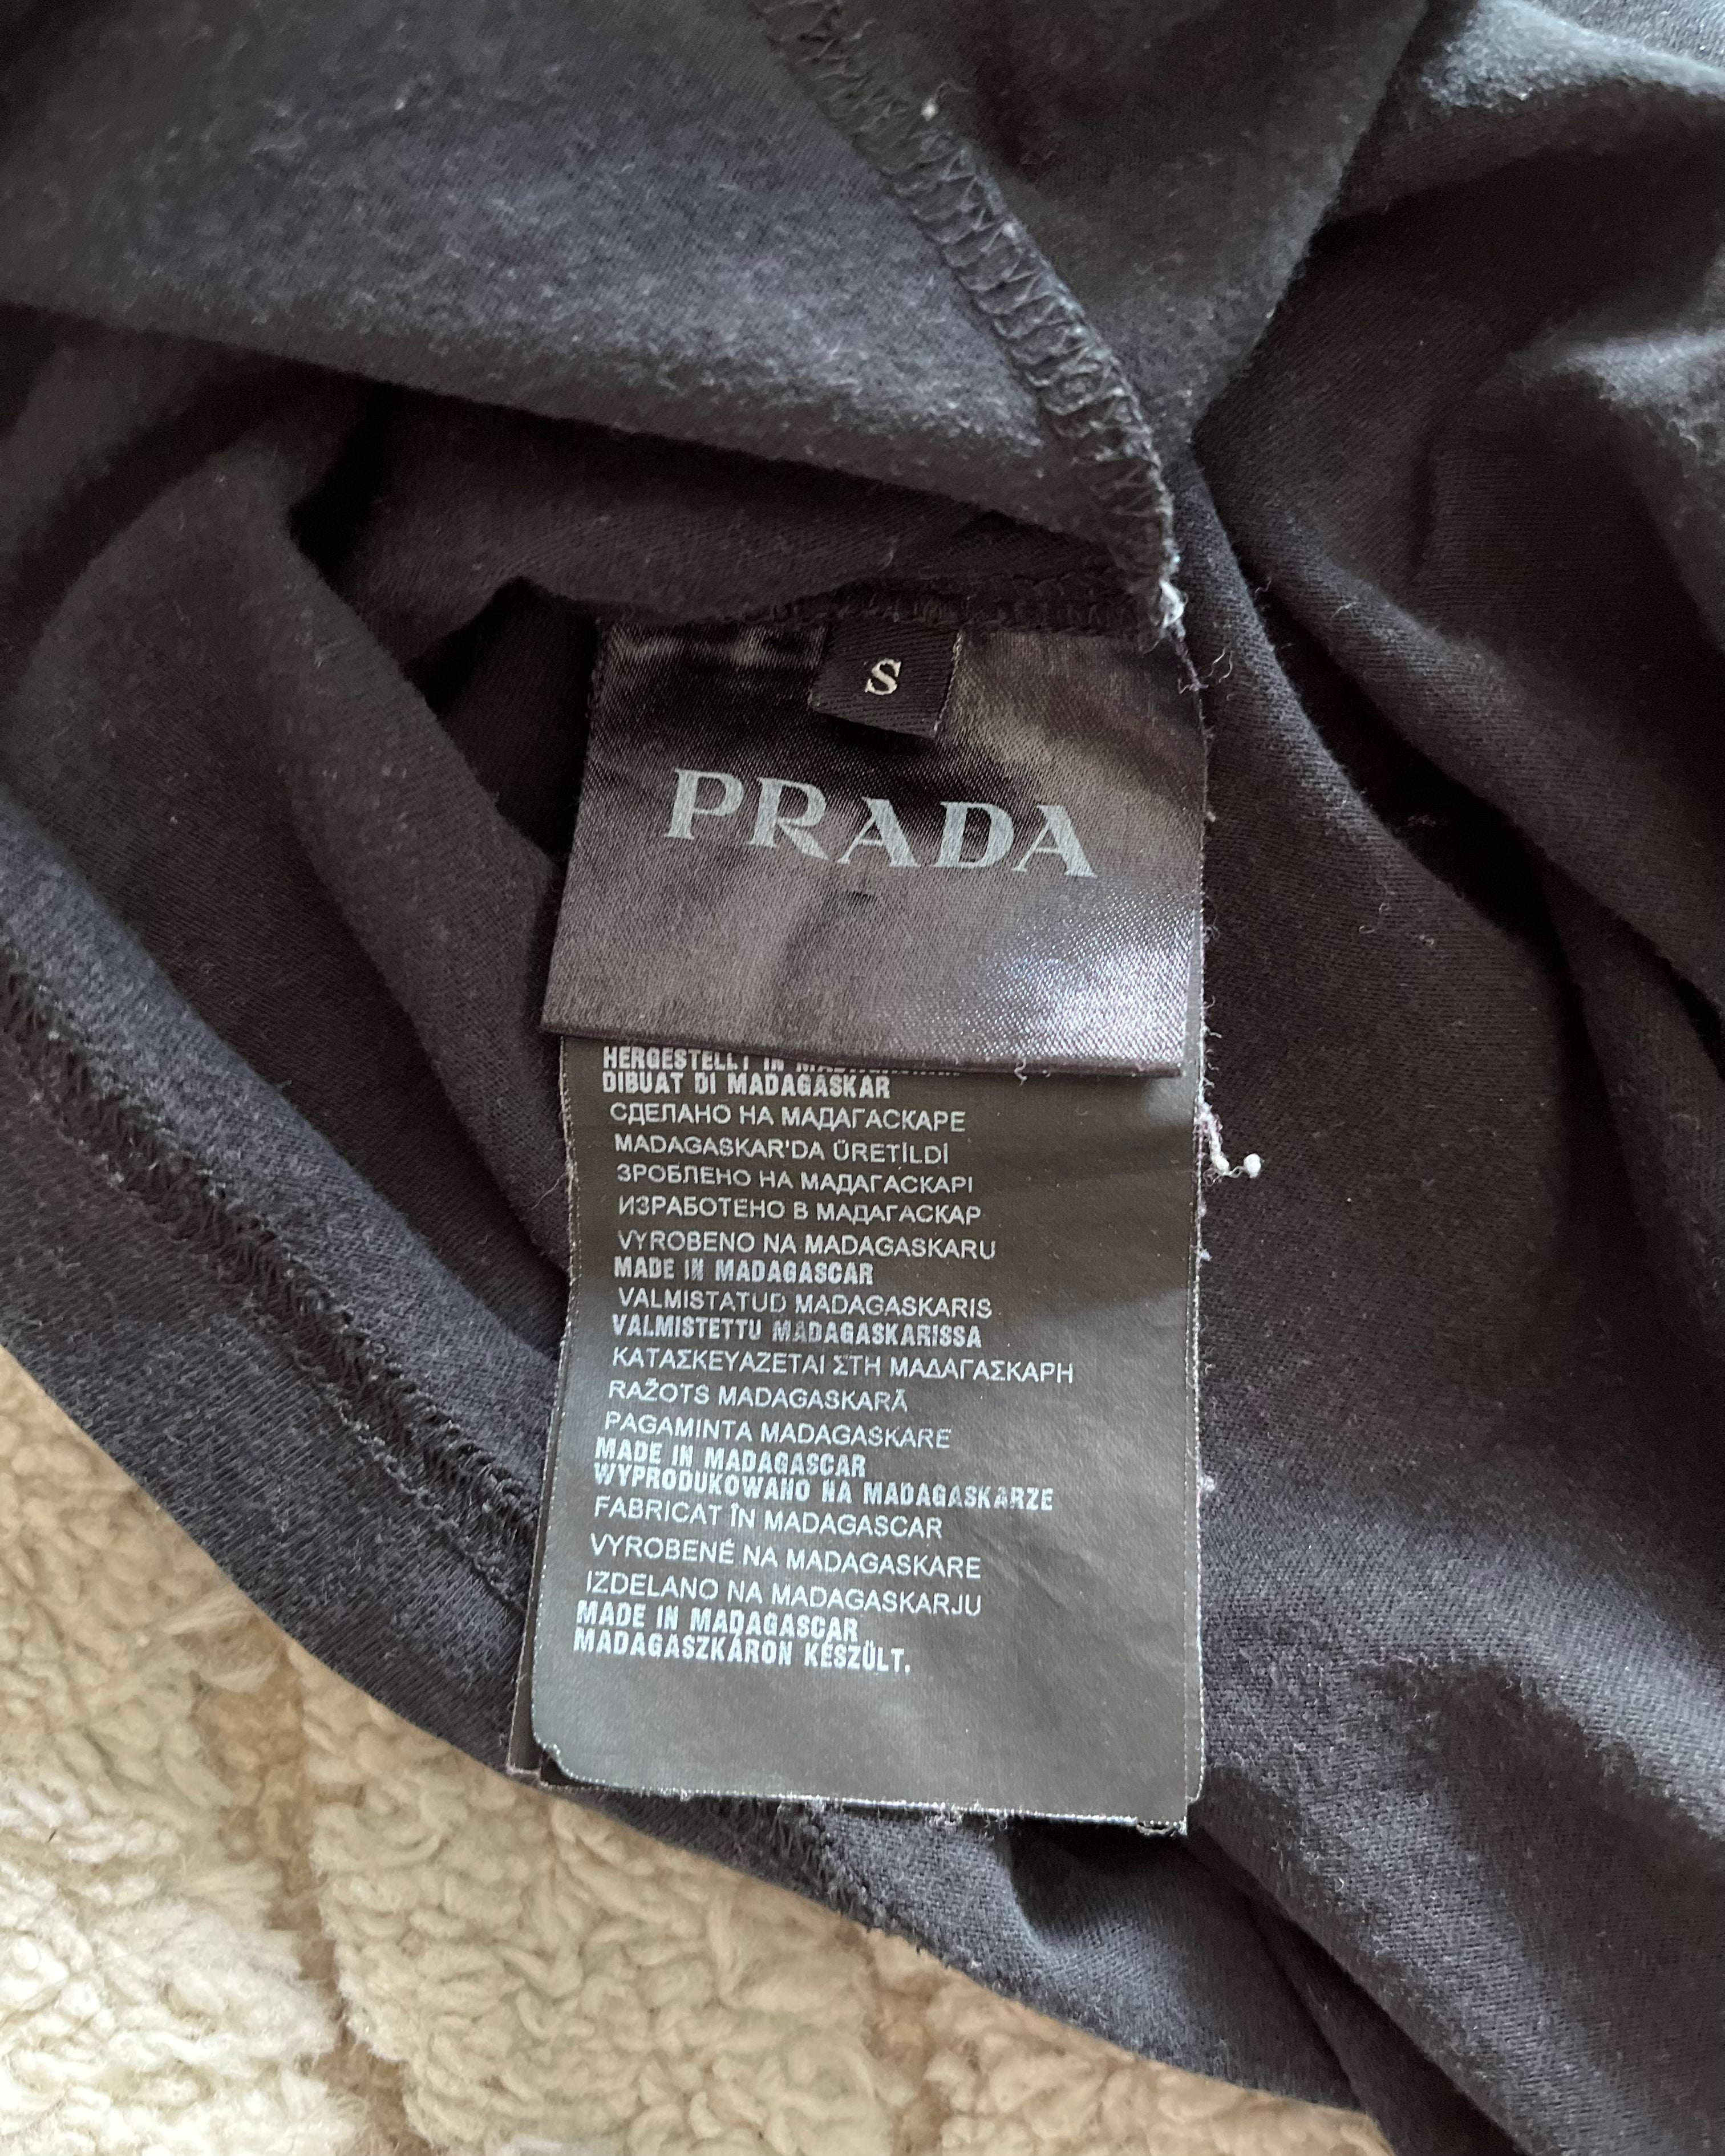 S
PRADA
HERGESTELLT IN
DIBUAT DI MADAGASKAR
СДЕЛАНО НА МАДАГАСКАРЕ
MADAGASKAR'DA ÜRETİLDİ
ЗРОБЛЕНО НА МАДАГАСКАРІ
ИЗРАБОТЕНО В МАДАГАСКАР
VYROBENO NA MADAGASKARU
MADE IN MADAGASCAR
VALMISTATUD MADAGASKARIS
VALMISTETTU MADAGASKARISSA
ΚΑΤΑΣΚΕΥΑΖΕΤΑΙ ΣΤΗ ΜΑΔΑΓΑΣΚΑΡΗ
RAŽOTS MADAGASKARĀ
PAGAMINTA MADAGASKARE
MADE IN MADAGASCAR
WYPRODUKOWANO NA MADAGASKARZE
FABRICAT ÎN MADAGASCAR
VYROBENÉ NA MADAGASKARE
IZDELANO NA MADAGASKARJU
MADE IN MADAGASCAR
MADAGASZKÁRON KÉSZÜLT.